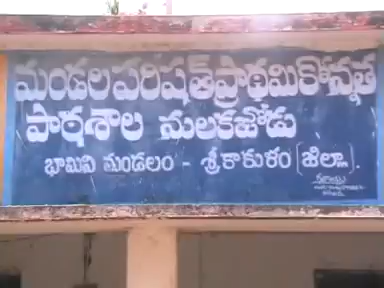 మండలపరిషత్ప్రాథమికోన్నత
పాఠశాల నులకజోడు
భామిని మండలం - శ్రీకాకుళం (జిల్లా).